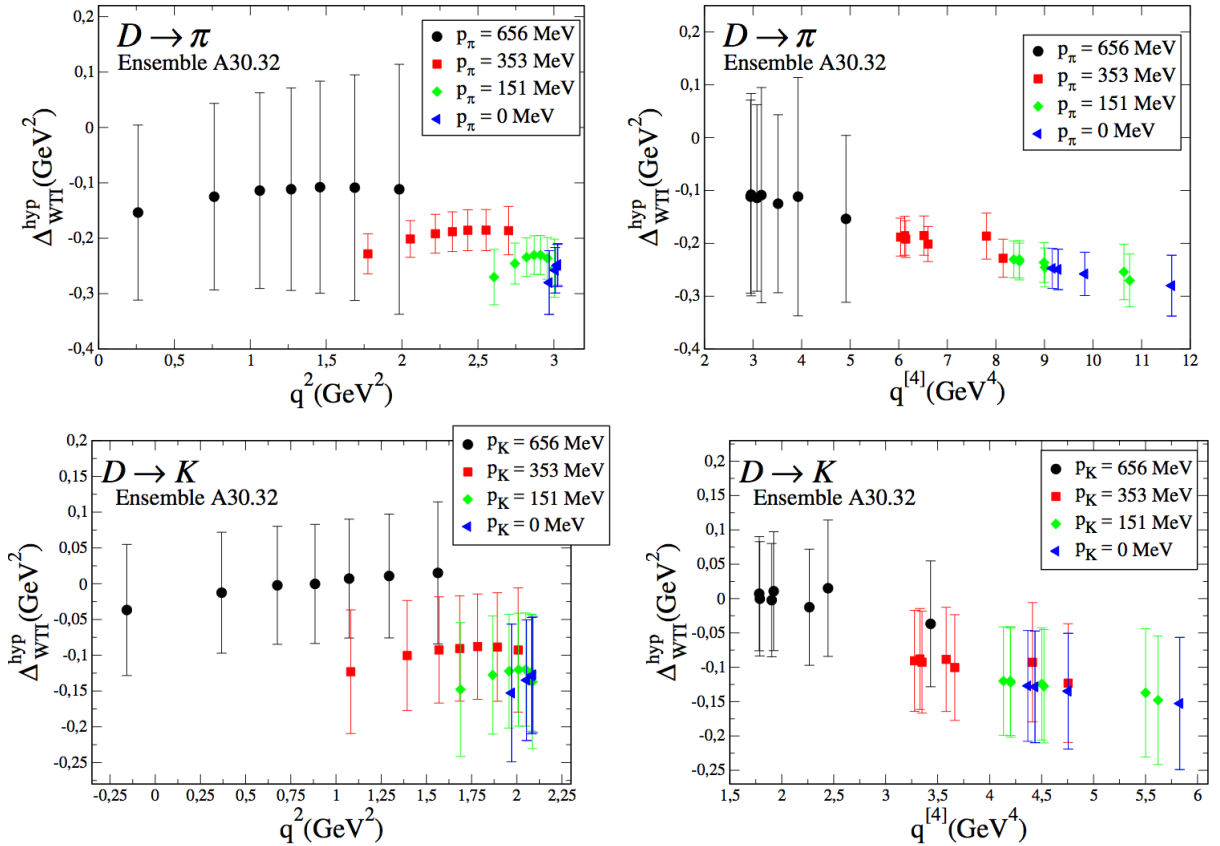 D → π
Ensemble A30.32
p_π = 656 MeV
p_π = 353 MeV
p_π = 151 MeV
p_π = 0 MeV
0,2
0,1
0
-0,1
-0,2
-0,3
-0,4
0 0,5 1 1,5 2 2,5 3
q^2(GeV^2)
Δ^hyp_WTI(GeV^2)
D → π
Ensemble A30.32
p_π = 656 MeV
p_π = 353 MeV
p_π = 151 MeV
p_π = 0 MeV
0,2
0,1
0
-0,1
-0,2
-0,3
-0,4
2 3 4 5 6 7 8 9 10 11 12
q^[4](GeV^4)
Δ^hyp_WTI(GeV^2)
D → K
Ensemble A30.32
p_K = 656 MeV
p_K = 353 MeV
p_K = 151 MeV
p_K = 0 MeV
0,2
0,15
0,1
0,05
0
-0,05
-0,1
-0,15
-0,2
-0,25
-0,25 0 0,25 0,5 0,75 1 1,25 1,5 1,75 2 2,25
q^2(GeV^2)
Δ^hyp_WTI(GeV^2)
D → K
Ensemble A30.32
p_K = 656 MeV
p_K = 353 MeV
p_K = 151 MeV
p_K = 0 MeV
0,2
0,15
0,1
0,05
0
-0,05
-0,1
-0,15
-0,2
-0,25
1,5 2 2,5 3 3,5 4 4,5 5 5,5 6
q^[4](GeV^4)
Δ^hyp_WTI(GeV^2)